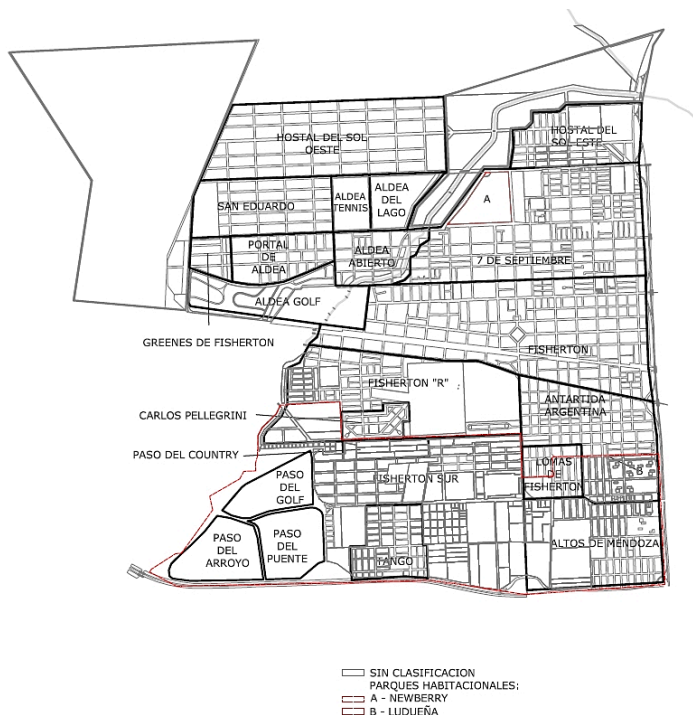 HOSTAL DEL SOL
OESTE
HOSTAL DEL
SOL ESTE
SAN EDUARDO
ALDEA
TENNIS
ALDEA
DEL
LAGO
A
PORTAL
DE
ALDEA
ALDEA
ABIERTO
7 DE SEPTIEMBRE
ALDEA GOLF
GREENES DE FISHERTON
FISHERTON
FISHERTON "R"
ANTARTIDA
ARGENTINA
CARLOS PELLEGRINI
PASO DEL COUNTRY
LOMAS
DE
FISHERTON
B
PASO
DEL
GOLF
FISHERTON SUR
PASO
DEL
ARROYO
PASO
DEL
PUENTE
TANGO
ALTOS DE MENDOZA
SIN CLASIFICACION
PARQUES HABITACIONALES:
A - NEWBERRY
B - LUDUEÑA